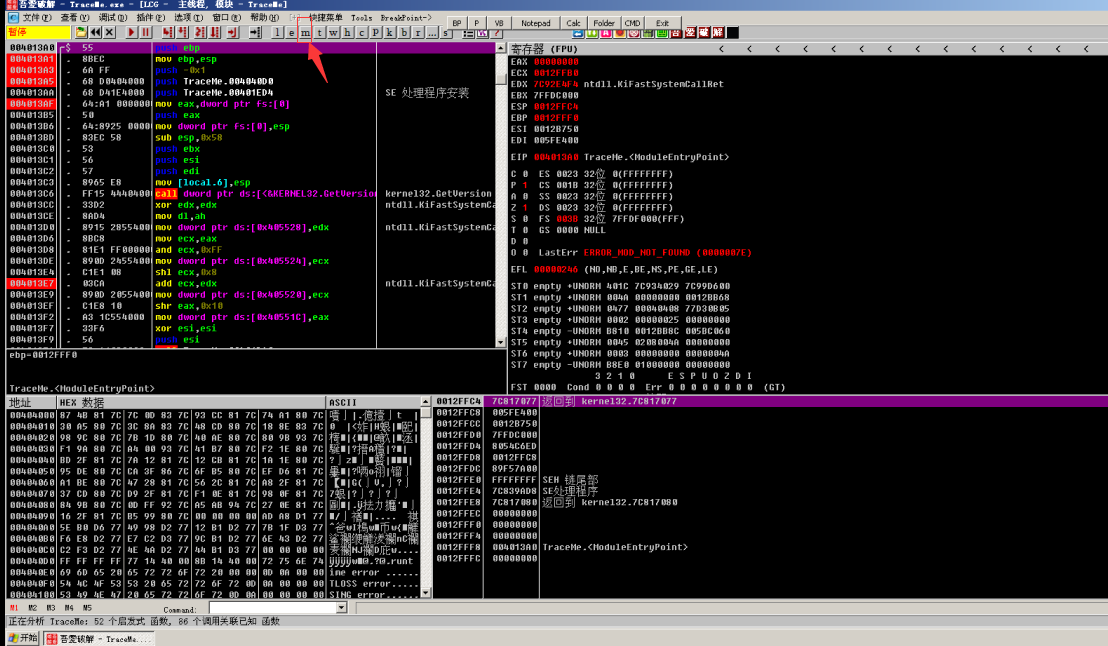 吾爱破解 - TraceMe.exe - [LCG - 主线程, 模块 - TraceMe]
文件(F) 查看(V) 调试(D) 插件(P) 选项(T) 窗口(W) 帮助(H) [+] 快捷菜单 Tools BreakPoint->
BP P VB Notepad Calc Folder CMD Exit
暂停
l e m t w h c P k b r ... s
吾 爱 破 解
004013A0 $ 55 push ebp
004013A1 . 8BEC mov ebp,esp
004013A3 . 6A FF push -0x1
004013A5 . 68 D0404000 push TraceMe.004040D0
004013AA . 68 D41E4000 push TraceMe.00401ED4 SE 处理程序安装
004013AF . 64:A1 000000 mov eax,dword ptr fs:[0]
004013B5 . 50 push eax
004013B6 . 64:8925 0000 mov dword ptr fs:[0],esp
004013BD . 83EC 58 sub esp,0x58
004013C0 . 53 push ebx
004013C1 . 56 push esi
004013C2 . 57 push edi
004013C3 . 8965 E8 mov [local.6],esp
004013C6 . FF15 44404000 call dword ptr ds:[<&KERNEL32.GetVersion kernel32.GetVersion
004013CC . 33D2 xor edx,edx ntdll.KiFastSystemCa
004013CE . 8AD4 mov dl,ah
004013D0 . 8915 28554000 mov dword ptr ds:[0x405528],edx ntdll.KiFastSystemCa
004013D6 . 8BC8 mov ecx,eax
004013D8 . 81E1 FF000000 and ecx,0xFF
004013DE . 890D 24554000 mov dword ptr ds:[0x405524],ecx
004013E4 . C1E1 08 shl ecx,0x8
004013E7 . 03CA add ecx,edx ntdll.KiFastSystemCa
004013E9 . 890D 20554000 mov dword ptr ds:[0x405520],ecx
004013EF . C1E8 10 shr eax,0x10
004013F2 . A3 1C554000 mov dword ptr ds:[0x40551C],eax
004013F7 . 33F6 xor esi,esi
004013F9 . 56 push esi
ebp=0012FFF0
TraceMe.<ModuleEntryPoint>
寄存器 (FPU) < < < < < < < < < < <
EAX 00000000
ECX 0012FFB0
EDX 7C92E4F4 ntdll.KiFastSystemCallRet
EBX 7FFDC000
ESP 0012FFC4
EBP 0012FFF0
ESI 0012B750
EDI 005FE400
EIP 004013A0 TraceMe.<ModuleEntryPoint>
C 0 ES 0023 32位 0(FFFFFFFF)
P 1 CS 001B 32位 0(FFFFFFFF)
A 0 SS 0023 32位 0(FFFFFFFF)
Z 1 DS 0023 32位 0(FFFFFFFF)
S 0 FS 003B 32位 7FFDF000(FFF)
T 0 GS 0000 NULL
D 0
O 0 LastErr ERROR_MOD_NOT_FOUND (0000007E)
EFL 00000246 (NO,NB,E,BE,NS,PE,GE,LE)
ST0 empty +UNORM 401C 7C934029 7C99D600
ST1 empty +UNORM 004A 00000000 0012BB68
ST2 empty +UNORM 0477 00040408 77D30B05
ST3 empty +UNORM 0002 00000025 00000000
ST4 empty -UNORM B810 0012BB8C 005BC060
ST5 empty +UNORM 0045 0208004A 00000000
ST6 empty +UNORM 0003 00000000 0000004A
ST7 empty -UNORM B8E0 01000000 00000000
3 2 1 0 E S P U O Z D I
FST 0000 Cond 0 0 0 0 Err 0 0 0 0 0 0 0 0 (GT)
地址 HEX 数据 ASCII
00404000 87 4B 81 7C 7C 0D 83 7C 93 CC 81 7C 74 A1 80 7C
00404010 30 A5 80 7C 3C 8A 83 7C 48 CD 80 7C 18 8E 83 7C
00404020 98 9C 80 7C 7B 1D 80 7C 40 AE 80 7C 80 9B 93 7C
00404030 F1 9A 80 7C A4 00 93 7C 41 B7 80 7C F2 1E 80 7C
00404040 BD 2F 81 7C 7A 12 81 7C 12 CB 81 7C 1A 1E 80 7C
00404050 95 DE 80 7C CA 3F 86 7C 6F B5 80 7C EF D6 81 7C
00404060 A1 BE 80 7C 47 28 81 7C 56 2C 81 7C A8 2F 81 7C
00404070 37 CD 80 7C D9 2F 81 7C F1 0E 81 7C 98 0F 81 7C
00404080 84 9B 80 7C 0D FF 92 7C A5 AB 94 7C 27 0E 81 7C
00404090 16 2F 81 7C B5 99 80 7C 00 00 00 00 AD A8 D1 77
004040A0 5E B0 D6 77 49 98 D2 77 12 B1 D2 77 7B 1F D3 77
004040B0 F6 E8 D2 77 E7 C2 D3 77 9C B1 D2 77 6E 43 D2 77
004040C0 C2 F3 D2 77 4E 4A D2 77 44 B1 D3 77 00 00 00 00
004040D0 FF FF FF FF 77 14 40 00 8B 14 40 00 72 75 6E 74
004040E0 69 6D 65 20 65 72 72 6F 72 20 00 00 0D 0A 00 00 ime error ......
004040F0 54 4C 4F 53 53 20 65 72 72 6F 72 0D 0A 00 00 00 TLOSS error.....
00404100 53 49 4E 47 20 65 72 72 6F 72 0D 0A 00 00 00 00 SING error......
0012FFC4 7C817077 返回到 kernel32.7C817077
0012FFC8 005FE400
0012FFCC 0012B750
0012FFD0 7FFDC000
0012FFD4 8054C6ED
0012FFD8 0012FFC8
0012FFDC 89F57A00
0012FFE0 FFFFFFFF SEH 链尾部
0012FFE4 7C839AD8 SE处理程序
0012FFE8 7C817080 返回到 kernel32.7C817080
0012FFEC 00000000
0012FFF0 00000000
0012FFF4 00000000
0012FFF8 004013A0 TraceMe.<ModuleEntryPoint>
0012FFFC 00000000
M1 M2 M3 M4 M5 Command:
正在分析 TraceMe: 52 个启发式 函数, 86 个调用关联已知 函数
开始 吾爱破解 - TraceMe....